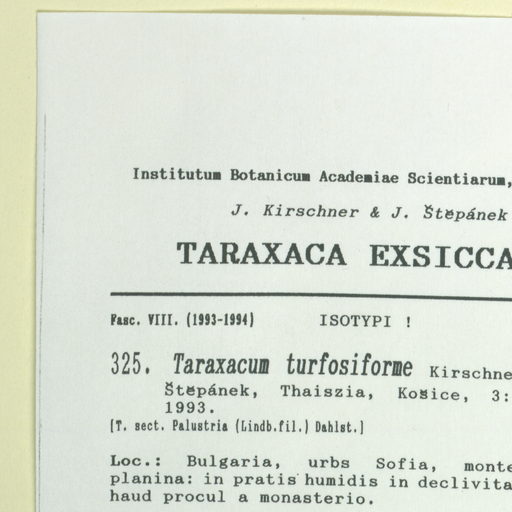 Institutum Botanicum Academiae Scientiarum,
J. Kirschner & J. Štěpánek
TARAXACA EXSICCA
Fasc. VIII. (1993-1994) ISOTYPI !
325. Taraxacum turfosiforme Kirschne
Štěpánek, Thaiszia, Košice, 3:
1993.
[T. sect. Palustria (Lindb.fil.) Dahlst.]
Loc.: Bulgaria, urbs Sofia, monte
planina: in pratis humidis in declivita
haud procul a monasterio.